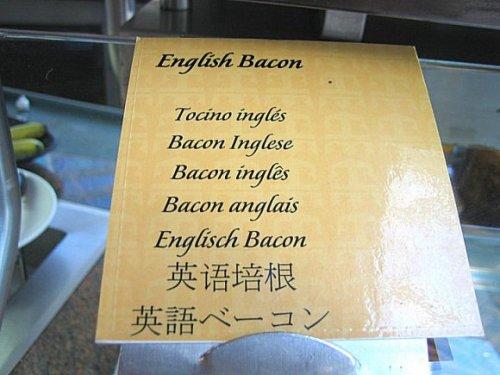 English Bacon
Tocino inglés
Bacon Inglese
Bacon inglês
Bacon anglais
Englisch Bacon
英语培根
英語ベーコン